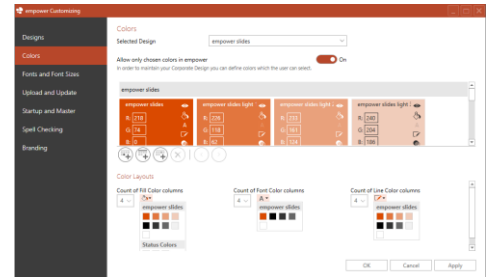 empower Customizing
Designs
Colors
Fonts and Font Sizes
Upload and Update
Startup and Master
Spell Checking
Branding
Colors
Selected Design
empower slides
Allow only chosen colors in empower
On
In order to maintain your Corporate Design you can define colors which the user can select.
empower slides
empower slides
empower slides light
empower slides light
empower slides light
R: 218
R: 226
R: 233
R: 240
G: 74
G: 118
G: 161
G: 204
B: 0
B: 62
B: 124
B: 186
Color Layouts
Count of Fill Color columns
Count of Font Color columns
Count of Line Color columns
4
4
4
empower slides
empower slides
empower slides
Status Colors
OK
Cancel
Apply